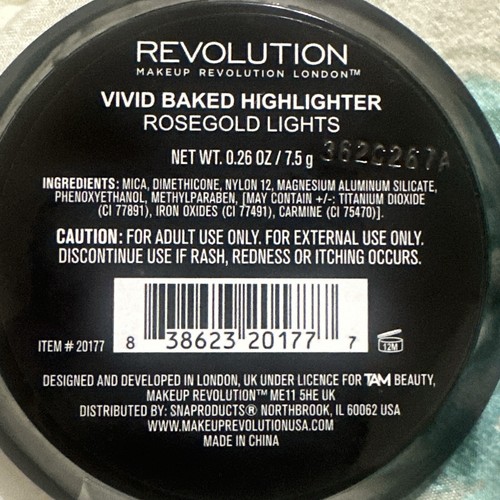 REVOLUTION
MAKEUP REVOLUTION LONDON™
VIVID BAKED HIGHLIGHTER
ROSEGOLD LIGHTS
NET WT. 0.26 OZ / 7.5 g
INGREDIENTS: MICA, DIMETHICONE, NYLON 12, MAGNESIUM ALUMINUM SILICATE,
PHENOXYETHANOL, METHYLPARABEN, [MAY CONTAIN +/-: TITANIUM DIOXIDE
(CI 77891), IRON OXIDES (CI 77491), CARMINE (CI 75470)].
CAUTION: FOR ADULT USE ONLY. FOR EXTERNAL USE ONLY.
DISCONTINUE USE IF RASH, REDNESS OR ITCHING OCCURS.
ITEM # 20177
8 38623 20177 7
12M
DESIGNED AND DEVELOPED IN LONDON, UK UNDER LICENCE FOR TAM BEAUTY,
MAKEUP REVOLUTION™ ME11 5HE UK
DISTRIBUTED BY: SNAPRODUCTS® NORTHBROOK, IL 60062 USA
WWW.MAKEUPREVOLUTIONUSA.COM
MADE IN CHINA